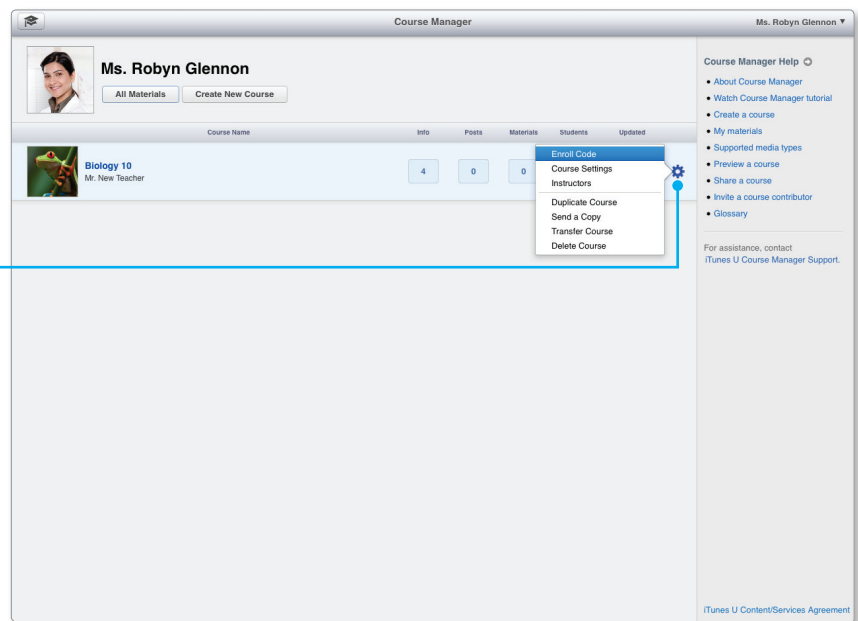 Course Manager
Ms. Robyn Glennon ▼
Ms. Robyn Glennon
All Materials
Create New Course
Course Name
Info
Posts
Materials
Students
Updated
Biology 10
Mr. New Teacher
4
0
0
Enroll Code
Course Settings
Instructors
Duplicate Course
Send a Copy
Transfer Course
Delete Course
Course Manager Help
• About Course Manager
• Watch Course Manager tutorial
• Create a course
• My materials
• Supported media types
• Preview a course
• Share a course
• Invite a course contributor
• Glossary
For assistance, contact
iTunes U Course Manager Support.
iTunes U Content/Services Agreement